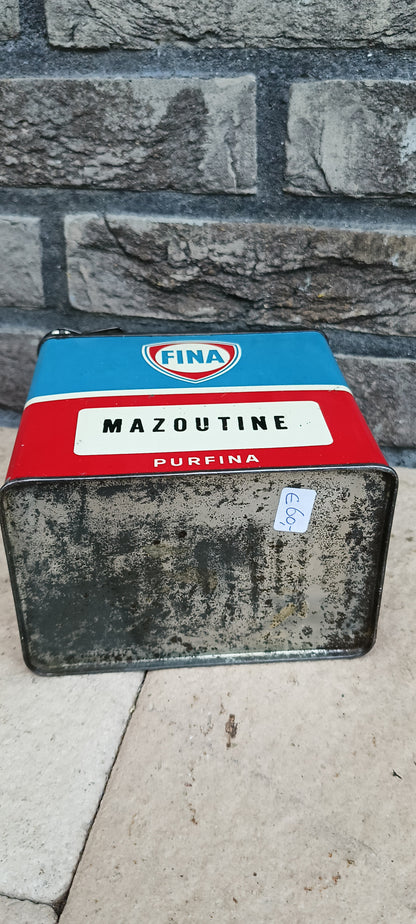 FINA
MAZOUTINE
PURFINA
€ 60,-